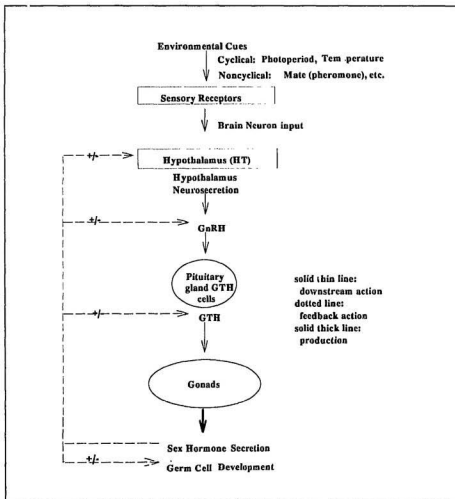 Environmental Cues
Cyclical: Photoperiod, Tem perature
Noncyclical: Mate (pheromone), etc.
Sensory Receptors
Brain Neuron input
+/-
Hypothalamus (HT)
Hypothalamus
Neurosecretion
+/-
GnRH
Pituitary
gland GTH
cells
+/-
GTH
solid thin line:
downstream action
dotted line:
feedback action
solid thick line:
production
Gonads
Sex Hormone Secretion
+/-
Germ Cell Development